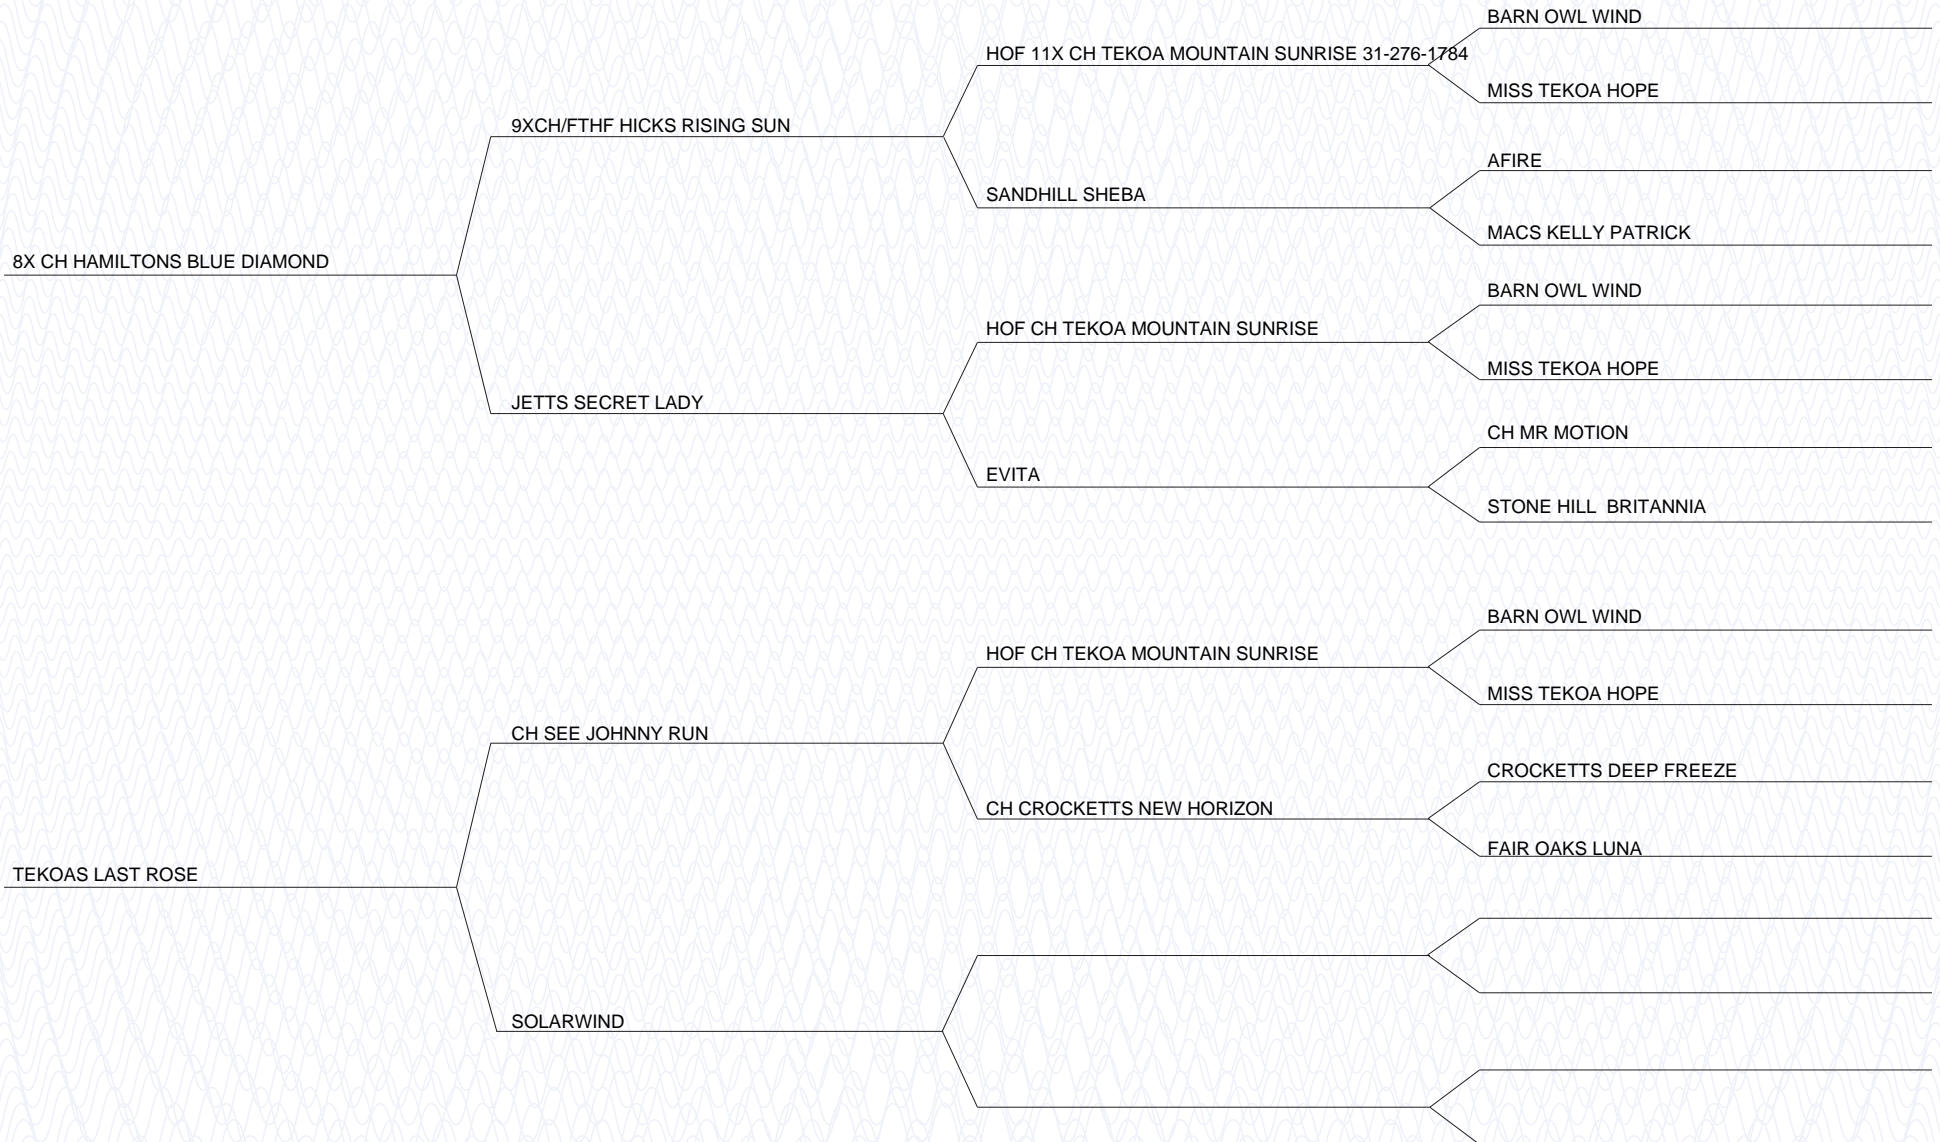 BARN OWL WIND
HOF 11X CH TEKOA MOUNTAIN SUNRISE 31-276-1784
MISS TEKOA HOPE
9XCH/FTHF HICKS RISING SUN
AFIRE
SANDHILL SHEBA
MACS KELLY PATRICK
8X CH HAMILTONS BLUE DIAMOND
BARN OWL WIND
HOF CH TEKOA MOUNTAIN SUNRISE
MISS TEKOA HOPE
JETTS SECRET LADY
CH MR MOTION
EVITA
STONE HILL  BRITANNIA
BARN OWL WIND
HOF CH TEKOA MOUNTAIN SUNRISE
MISS TEKOA HOPE
CH SEE JOHNNY RUN
CROCKETTS DEEP FREEZE
CH CROCKETTS NEW HORIZON
FAIR OAKS LUNA
TEKOAS LAST ROSE
SOLARWIND